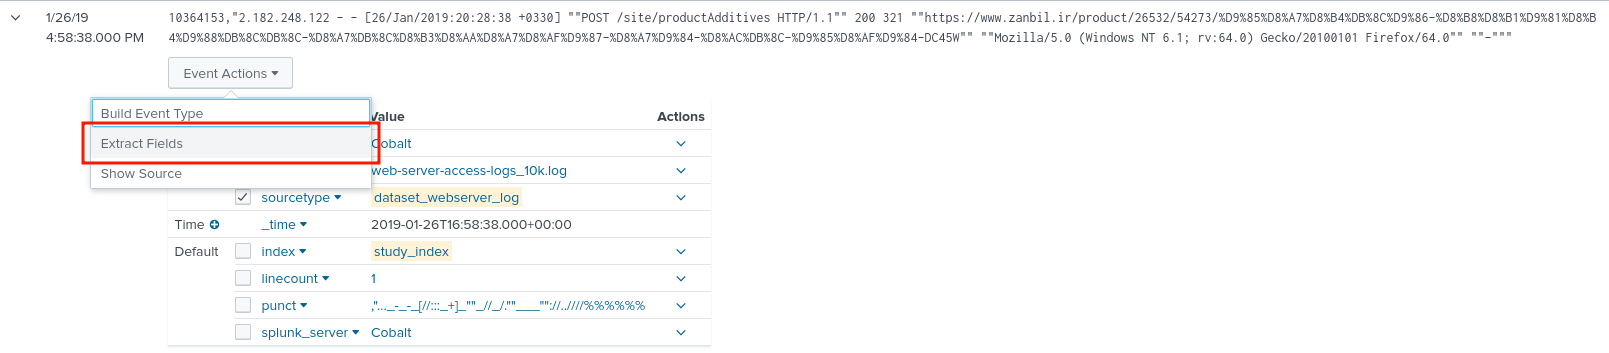 1/26/19
4:58:38.000 PM
10364153,"2.182.248.122 - - [26/Jan/2019:20:28:38 +0330] ""POST /site/productAdditives HTTP/1.1"" 200 321 ""https://www.zanbil.ir/product/26532/54273/%D9%85%D8%A7%D8%B4%DB%8C%D9%86-%D8%B8%D8%B1%D9%81%D8%B
4%D9%88%DB%8C%DB%8C-%D8%A7%DB%8C%D8%B3%D8%AA%D8%A7%D8%AF%D9%87-%D8%A7%D9%84-%D8%AC%DB%8C-%D9%85%D8%AF%D9%84-DC45W"" ""Mozilla/5.0 (Windows NT 6.1; rv:64.0) Gecko/20100101 Firefox/64.0"" ""-"""
Event Actions
Build Event Type
Extract Fields
Show Source
Value Actions
Cobalt
web-server-access-logs_10k.log
sourcetype dataset_webserver_log
Time _time 2019-01-26T16:58:38.000+00:00
Default index study_index
linecount 1
punct ,"..._-_-_[//:::_+]_""_//_/.""___""://..////%%%%%%
splunk_server Cobalt